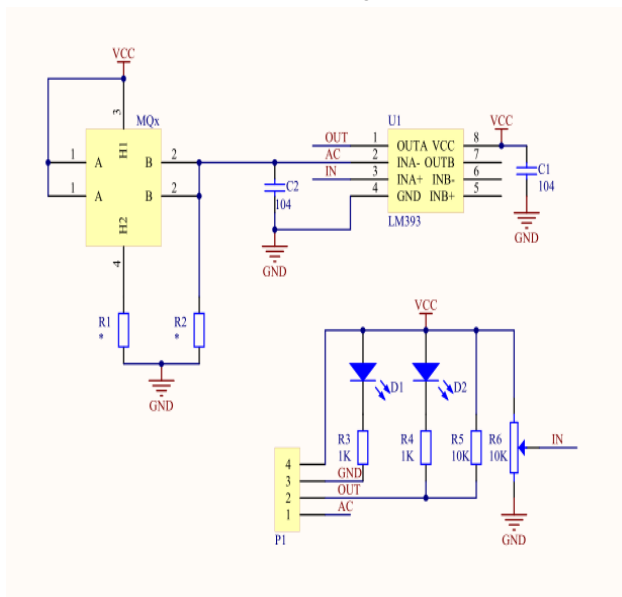 VCC
3
MQx
H1
1
A
B
2
1
A
B
2
H2
4
R1
*
R2
*
GND
C2
104
GND
U1
OUT
1
OUTA
VCC
8
VCC
AC
2
INA-
OUTB
7
IN
3
INA+
INB-
6
4
GND
INB+
5
LM393
C1
104
GND
VCC
D1
D2
R3
1K
R4
1K
R5
10K
R6
10K
IN
4
GND
3
OUT
2
AC
1
P1
GND